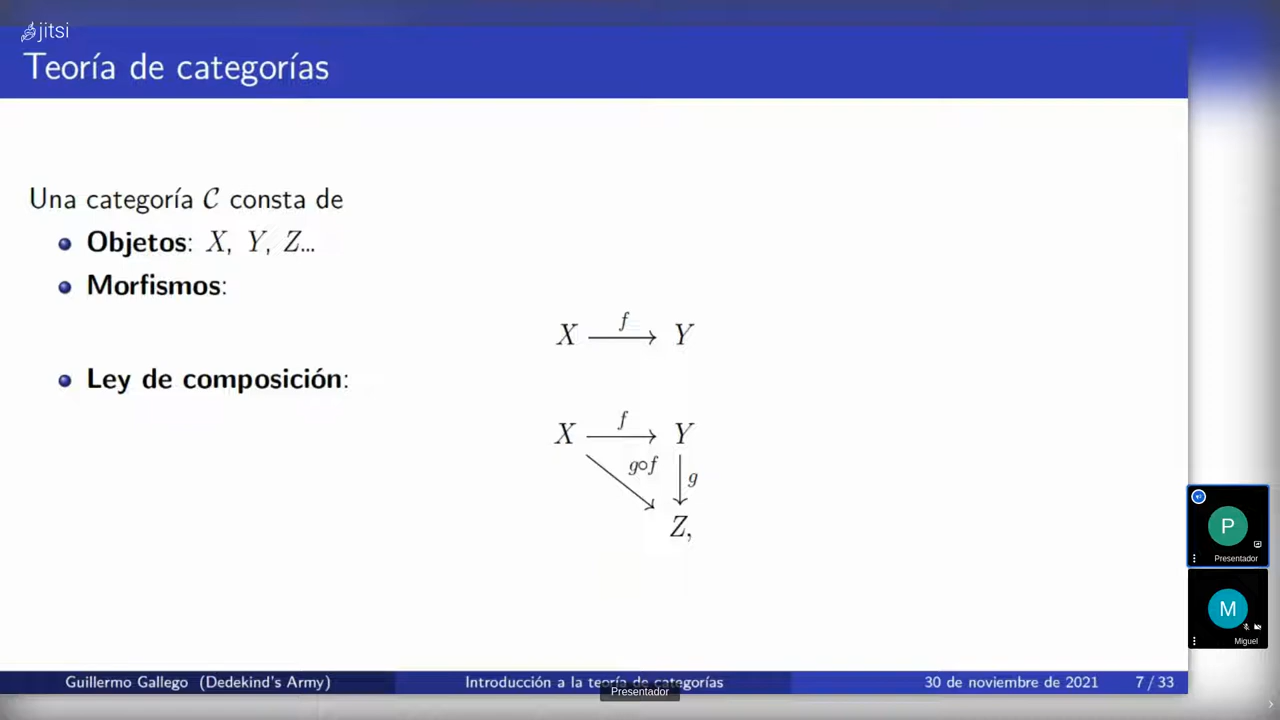 jitsi
Teoría de categorías
Una categoría 𝒞 consta de
Objetos: X, Y, Z...
Morfismos:
f
X → Y
Ley de composición:
f
X → Y
g∘f
g
Z,
P
Presentador
M
Miguel
Guillermo Gallego (Dedekind's Army)
Introducción a la teoría de categorías
30 de noviembre de 2021
7 / 33
Presentador